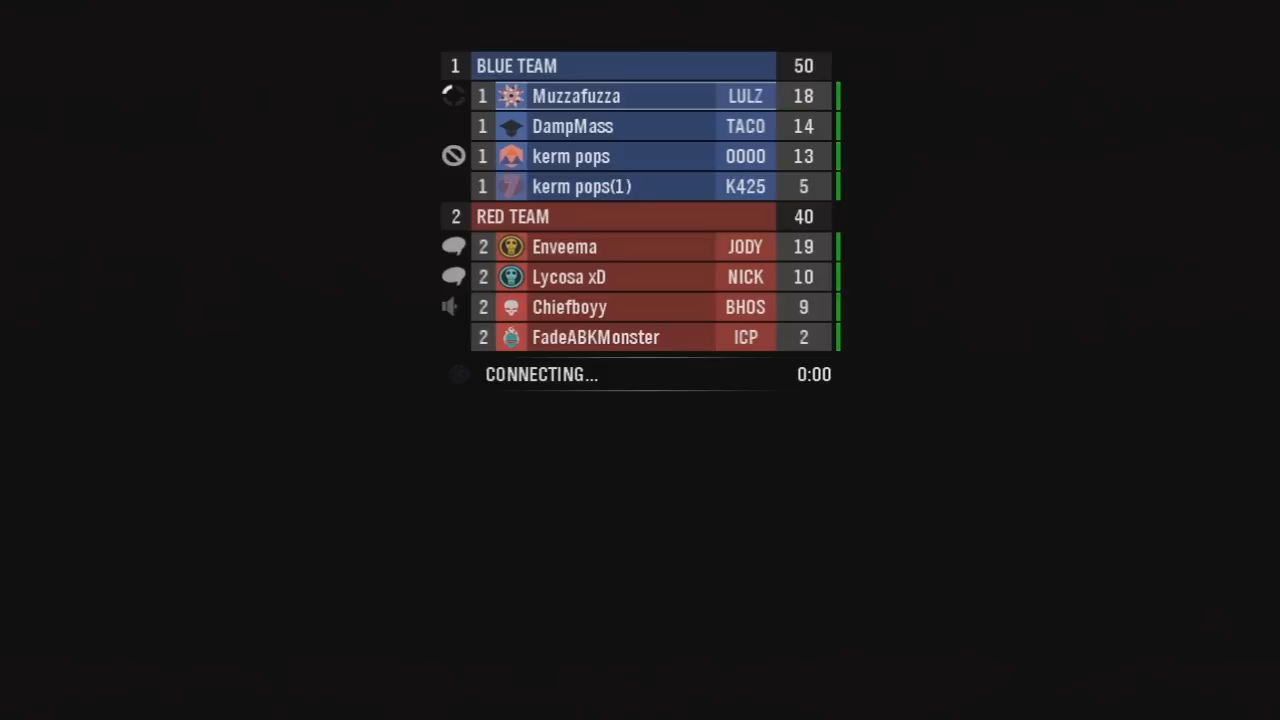 1 BLUE TEAM 50
1 Muzzafuzza LULZ 18
1 DampMass TACO 14
1 kerm pops 0000 13
1 kerm pops(1) K425 5
2 RED TEAM 40
2 Enveema JODY 19
2 Lycosa xD NICK 10
2 Chiefboyy BHOS 9
2 FadeABKMonster ICP 2
CONNECTING... 0:00